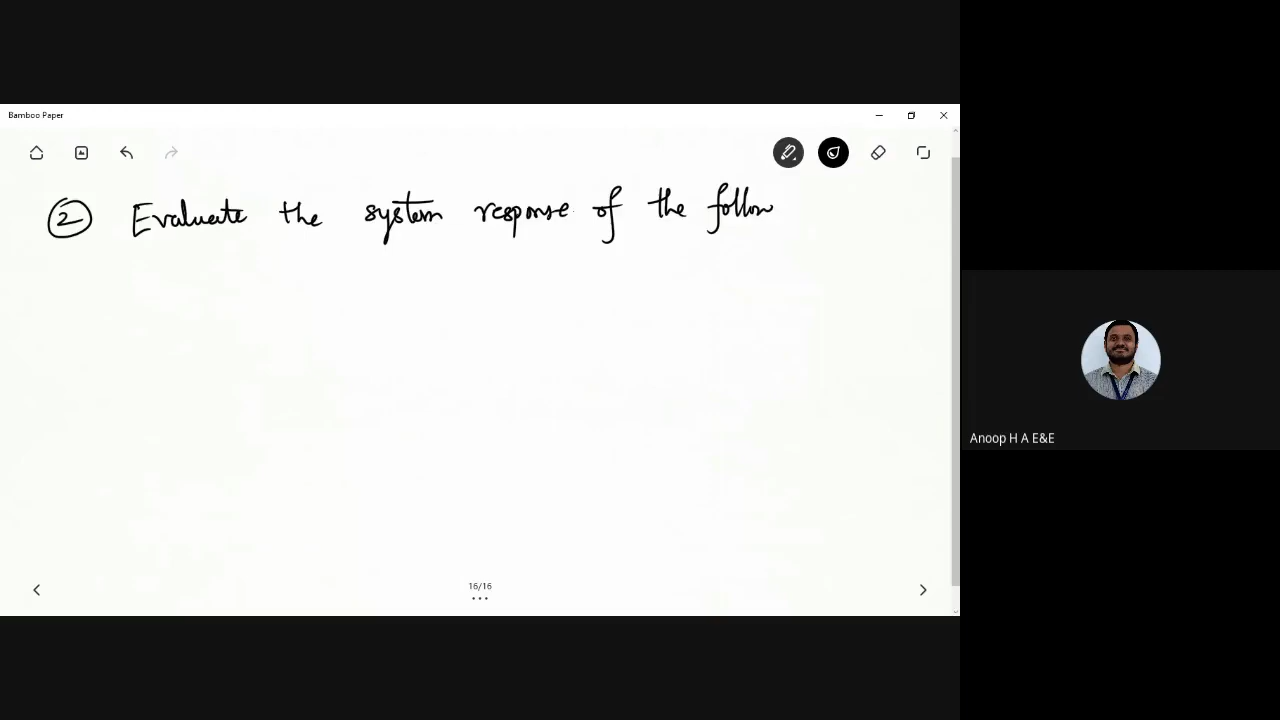 Bamboo Paper
② Evaluate the system response of the follow
Anoop H A E&E
16/16